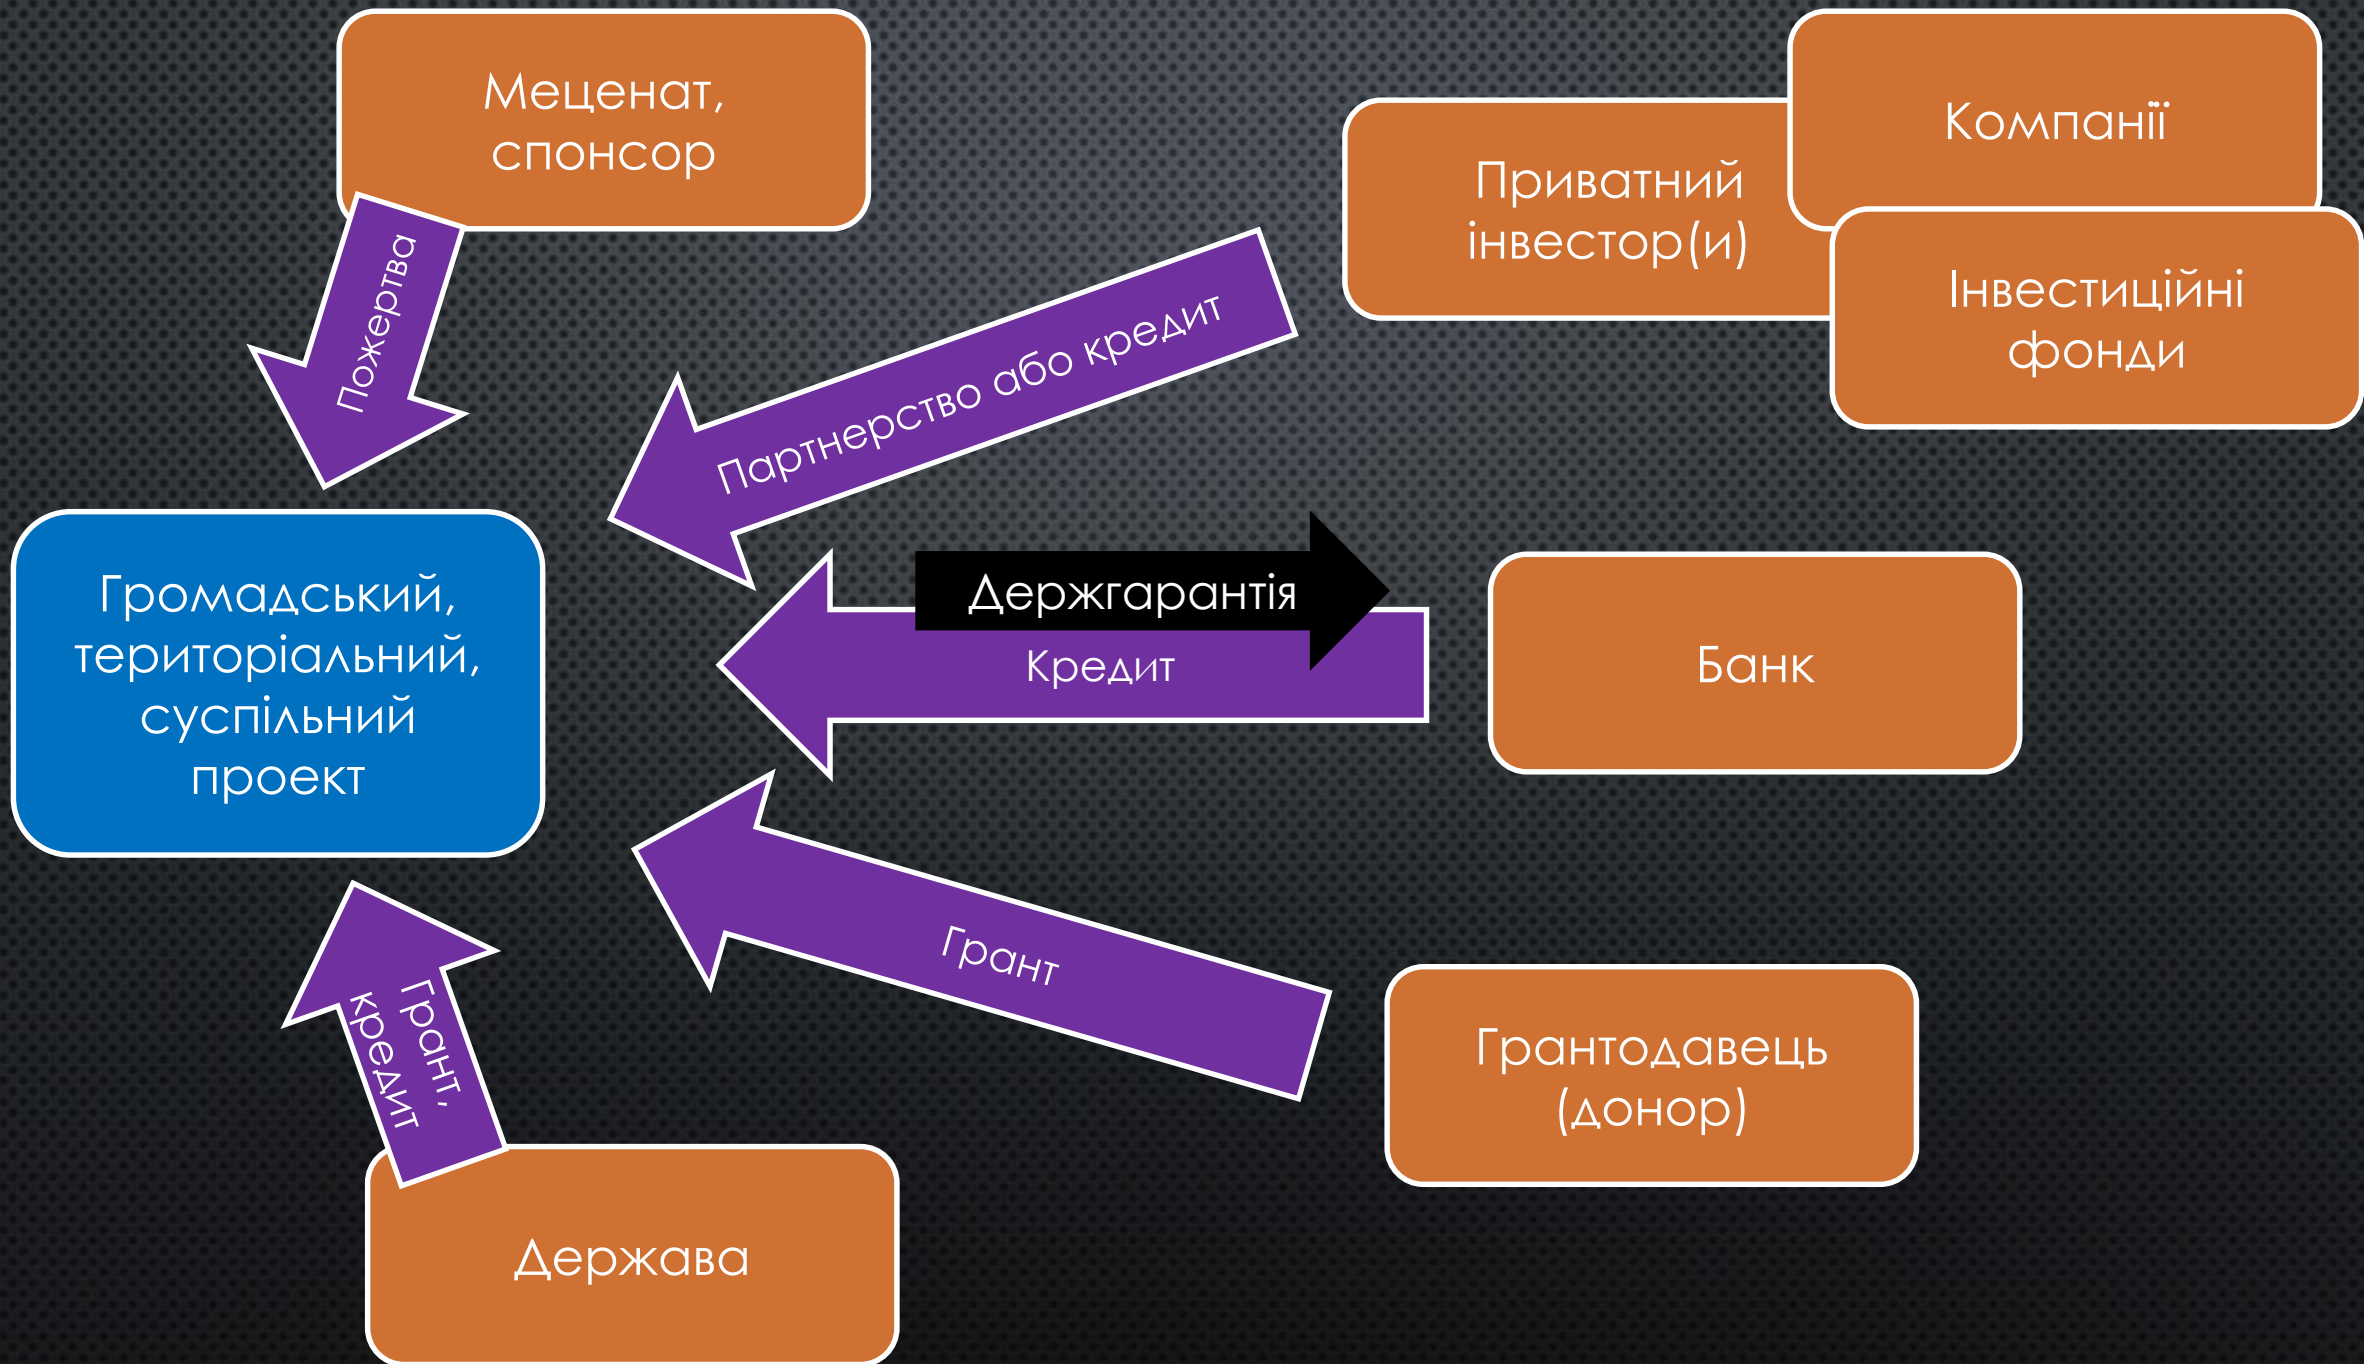 Меценат,
спонсор
Компанії
Приватний
інвестор(и)
Інвестиційні
фонди
Пожертва
Партнерство або кредит
Держгарантія
Кредит
Банк
Громадський,
територіальний,
суспільний
проект
Грант
Грантодавець
(донор)
Грант,
кредит
Держава